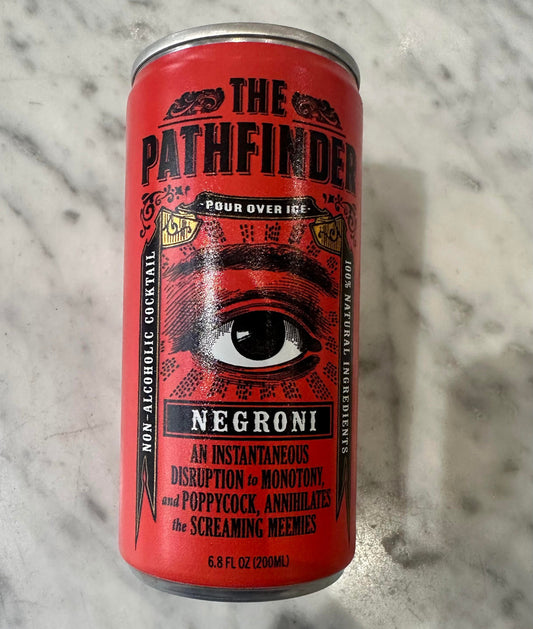 THE
PATHFINDER
POUR OVER ICE
NON-ALCOHOLIC COCKTAIL
100% NATURAL INGREDIENTS
NEGRONI
AN INSTANTANEOUS
DISRUPTION to MONOTONY,
and POPPYCOCK, ANNIHILATES
the SCREAMING MEEMIES
6.8 FL OZ (200ML)